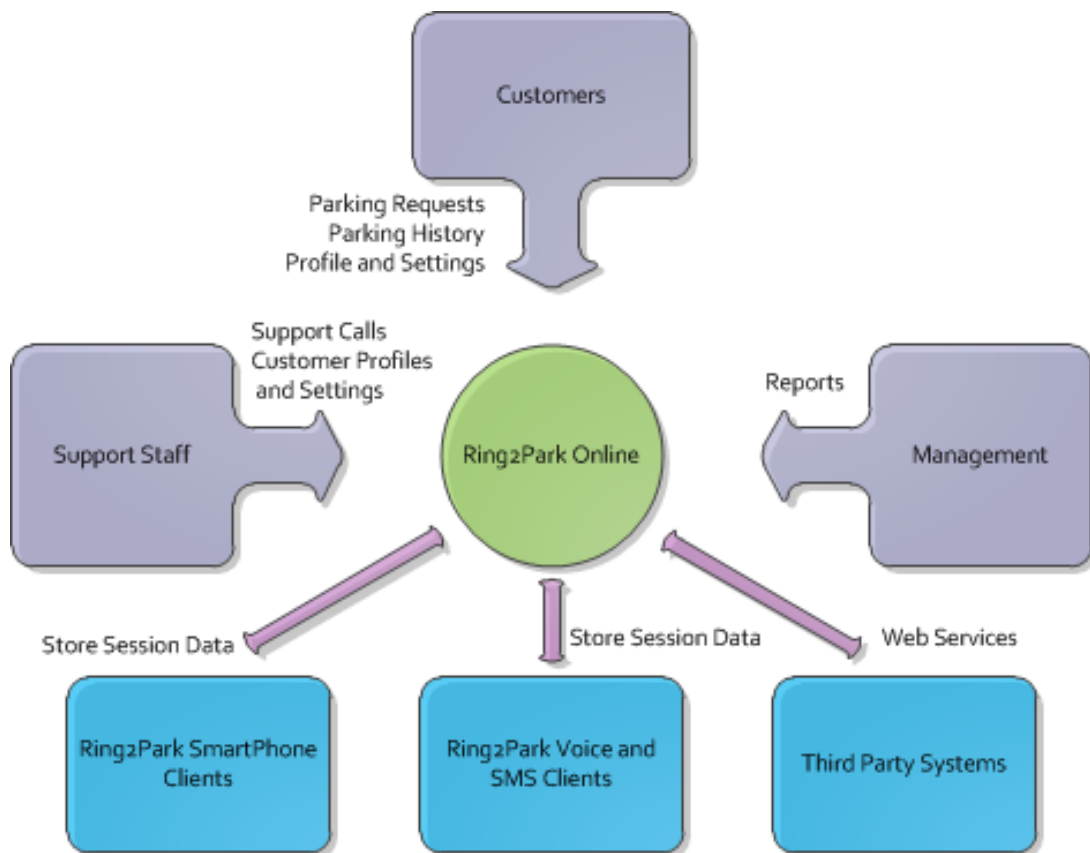 Customers
Parking Requests
Parking History
Profile and Settings
Support Calls
Customer Profiles
and Settings
Reports
Support Staff
Ring2Park Online
Management
Store Session Data
Store Session Data
Web Services
Ring2Park SmartPhone
Clients
Ring2Park Voice and
SMS Clients
Third Party Systems